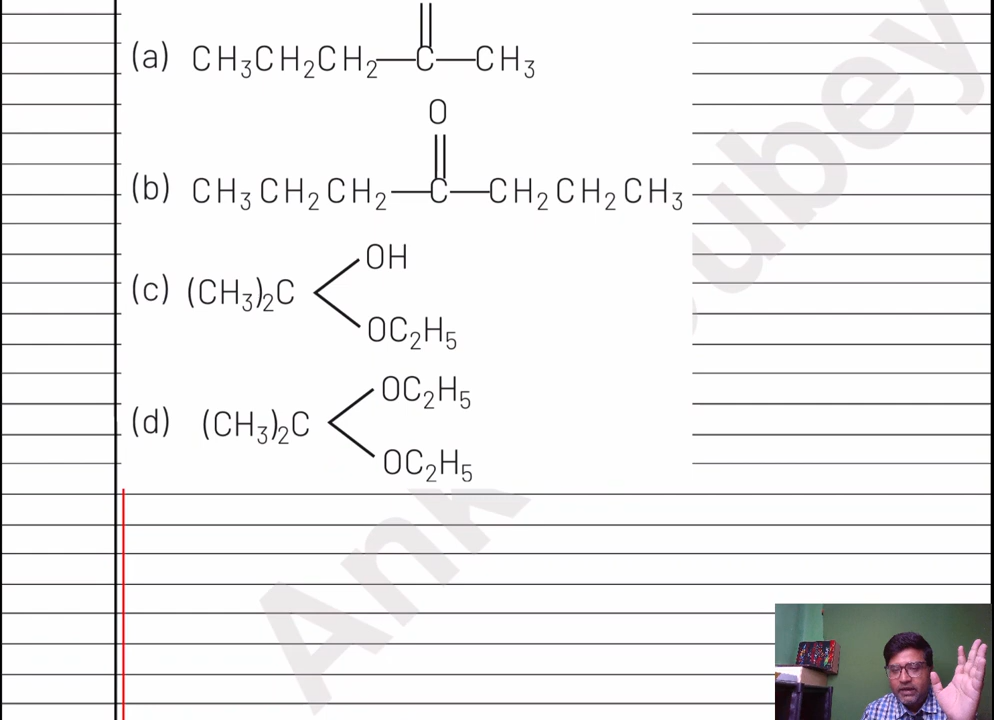 (a) CH₃CH₂CH₂—C—CH₃
O
(b) CH₃CH₂CH₂—C—CH₂CH₂CH₃
OH
(c) (CH₃)₂C
OC₂H₅
OC₂H₅
(d) (CH₃)₂C
OC₂H₅